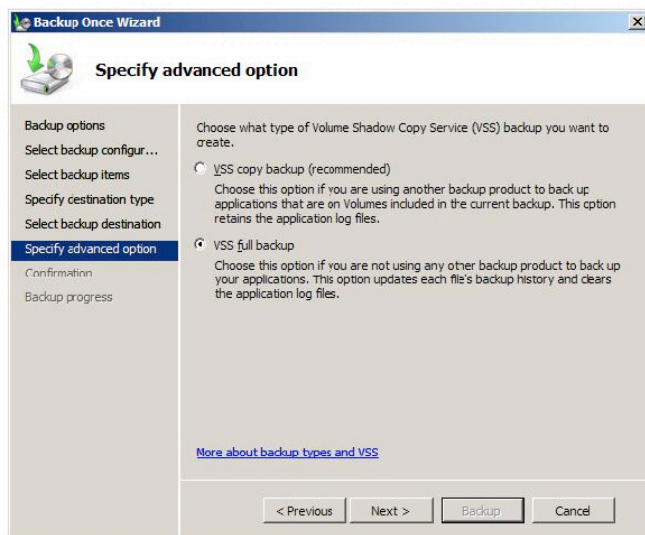 Backup Once Wizard
Specify advanced option
Backup options
Select backup configur...
Select backup items
Specify destination type
Select backup destination
Specify advanced option
Confirmation
Backup progress
Choose what type of Volume Shadow Copy Service (VSS) backup you want to
create.
VSS copy backup (recommended)
Choose this option if you are using another backup product to back up
applications that are on Volumes included in the current backup. This option
retains the application log files.
VSS full backup
Choose this option if you are not using any other backup product to back up
your applications. This option updates each file's backup history and clears
the application log files.
More about backup types and VSS
< Previous
Next >
Backup
Cancel